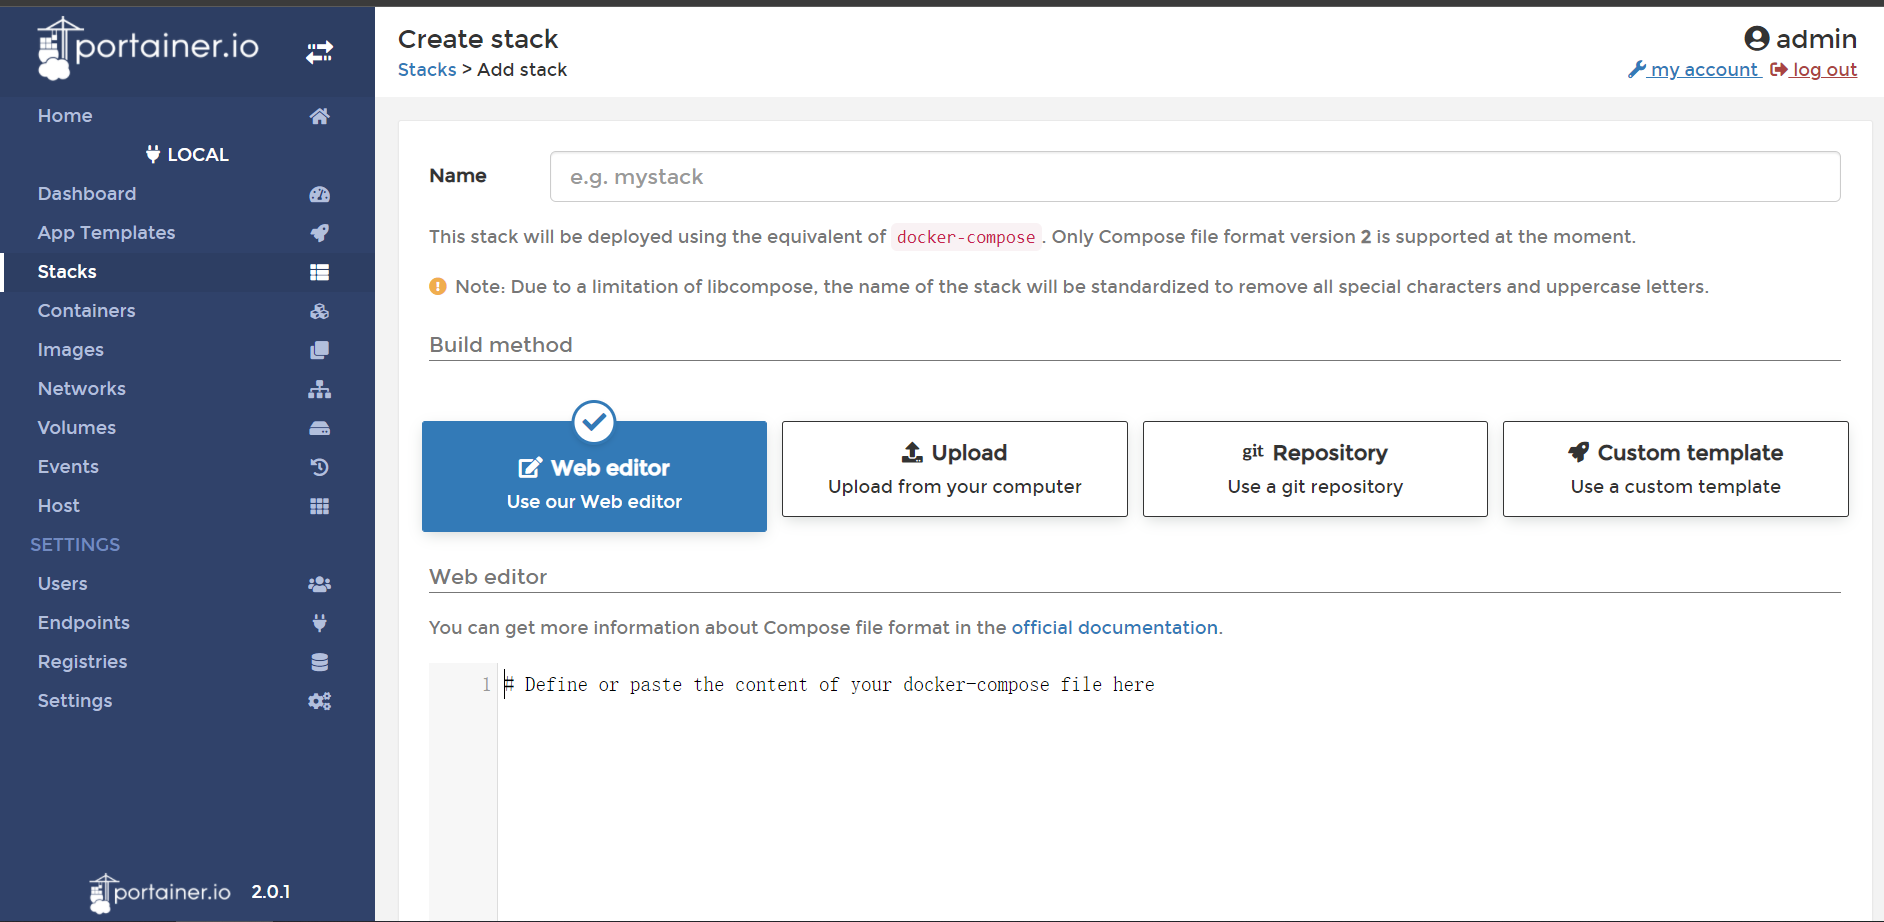 portainer.io
Home
LOCAL
Dashboard
App Templates
Stacks
Containers
Images
Networks
Volumes
Events
Host
SETTINGS
Users
Endpoints
Registries
Settings
portainer.io 2.0.1
Create stack
Stacks > Add stack
admin
my account log out
Name e.g. mystack
This stack will be deployed using the equivalent of docker-compose. Only Compose file format version 2 is supported at the moment.
Note: Due to a limitation of libcompose, the name of the stack will be standardized to remove all special characters and uppercase letters.
Build method
Web editor
Use our Web editor
Upload
Upload from your computer
git Repository
Use a git repository
Custom template
Use a custom template
Web editor
You can get more information about Compose file format in the official documentation.
1 # Define or paste the content of your docker-compose file here